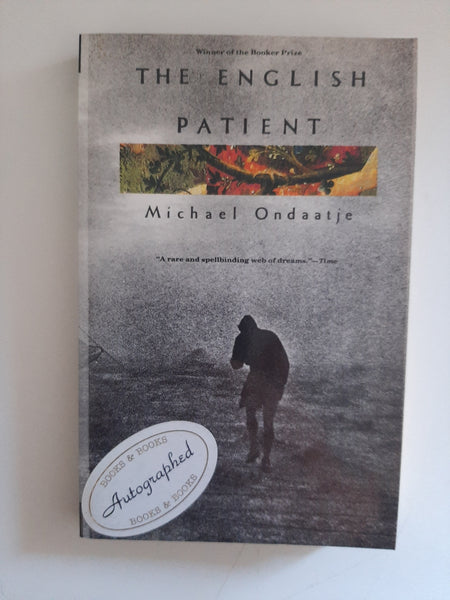 Winner of the Booker Prize
THE ENGLISH
PATIENT
Michael Ondaatje
"A rare and spellbinding web of dreams."—Time
BOOKS & BOOKS
Autographed
BOOKS & BOOKS